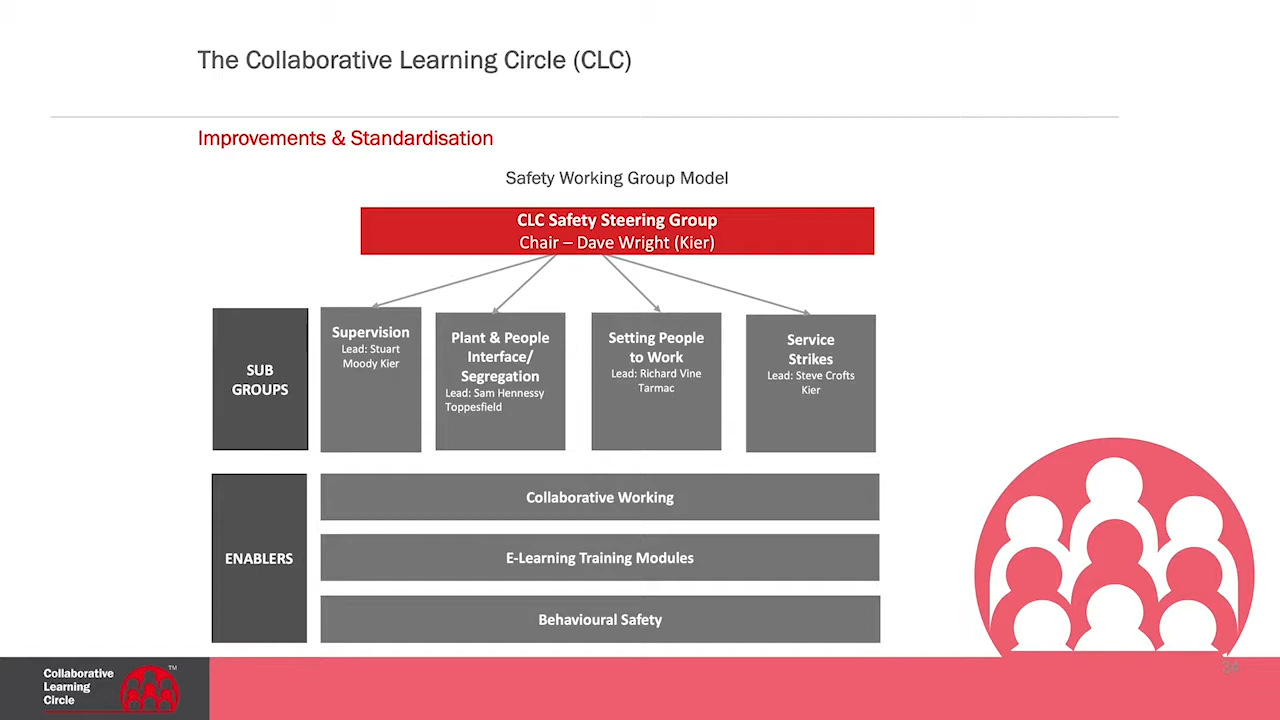 The Collaborative Learning Circle (CLC)
Improvements & Standardisation
Safety Working Group Model
CLC Safety Steering Group
Chair – Dave Wright (Kier)
SUB
GROUPS
Supervision
Lead: Stuart
Moody Kier
Plant & People
Interface/
Segregation
Lead: Sam Hennessy
Toppesfield
Setting People
to Work
Lead: Richard Vine
Tarmac
Service
Strikes
Lead: Steve Crofts
Kier
ENABLERS
Collaborative Working
E-Learning Training Modules
Behavioural Safety
Collaborative
Learning
Circle
TM
34